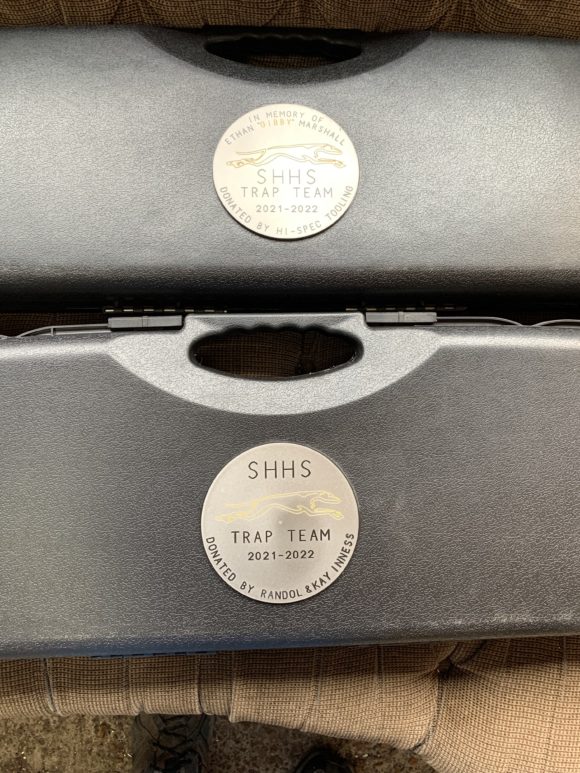 IN MEMORY OF
ETHAN "GIBBY" MARSHALL
SHHS
TRAP TEAM
2021-2022
DONATED BY HI-SPEC TOOLING
SHHS
TRAP TEAM
2021-2022
DONATED BY RANDOL & KAY INNESS